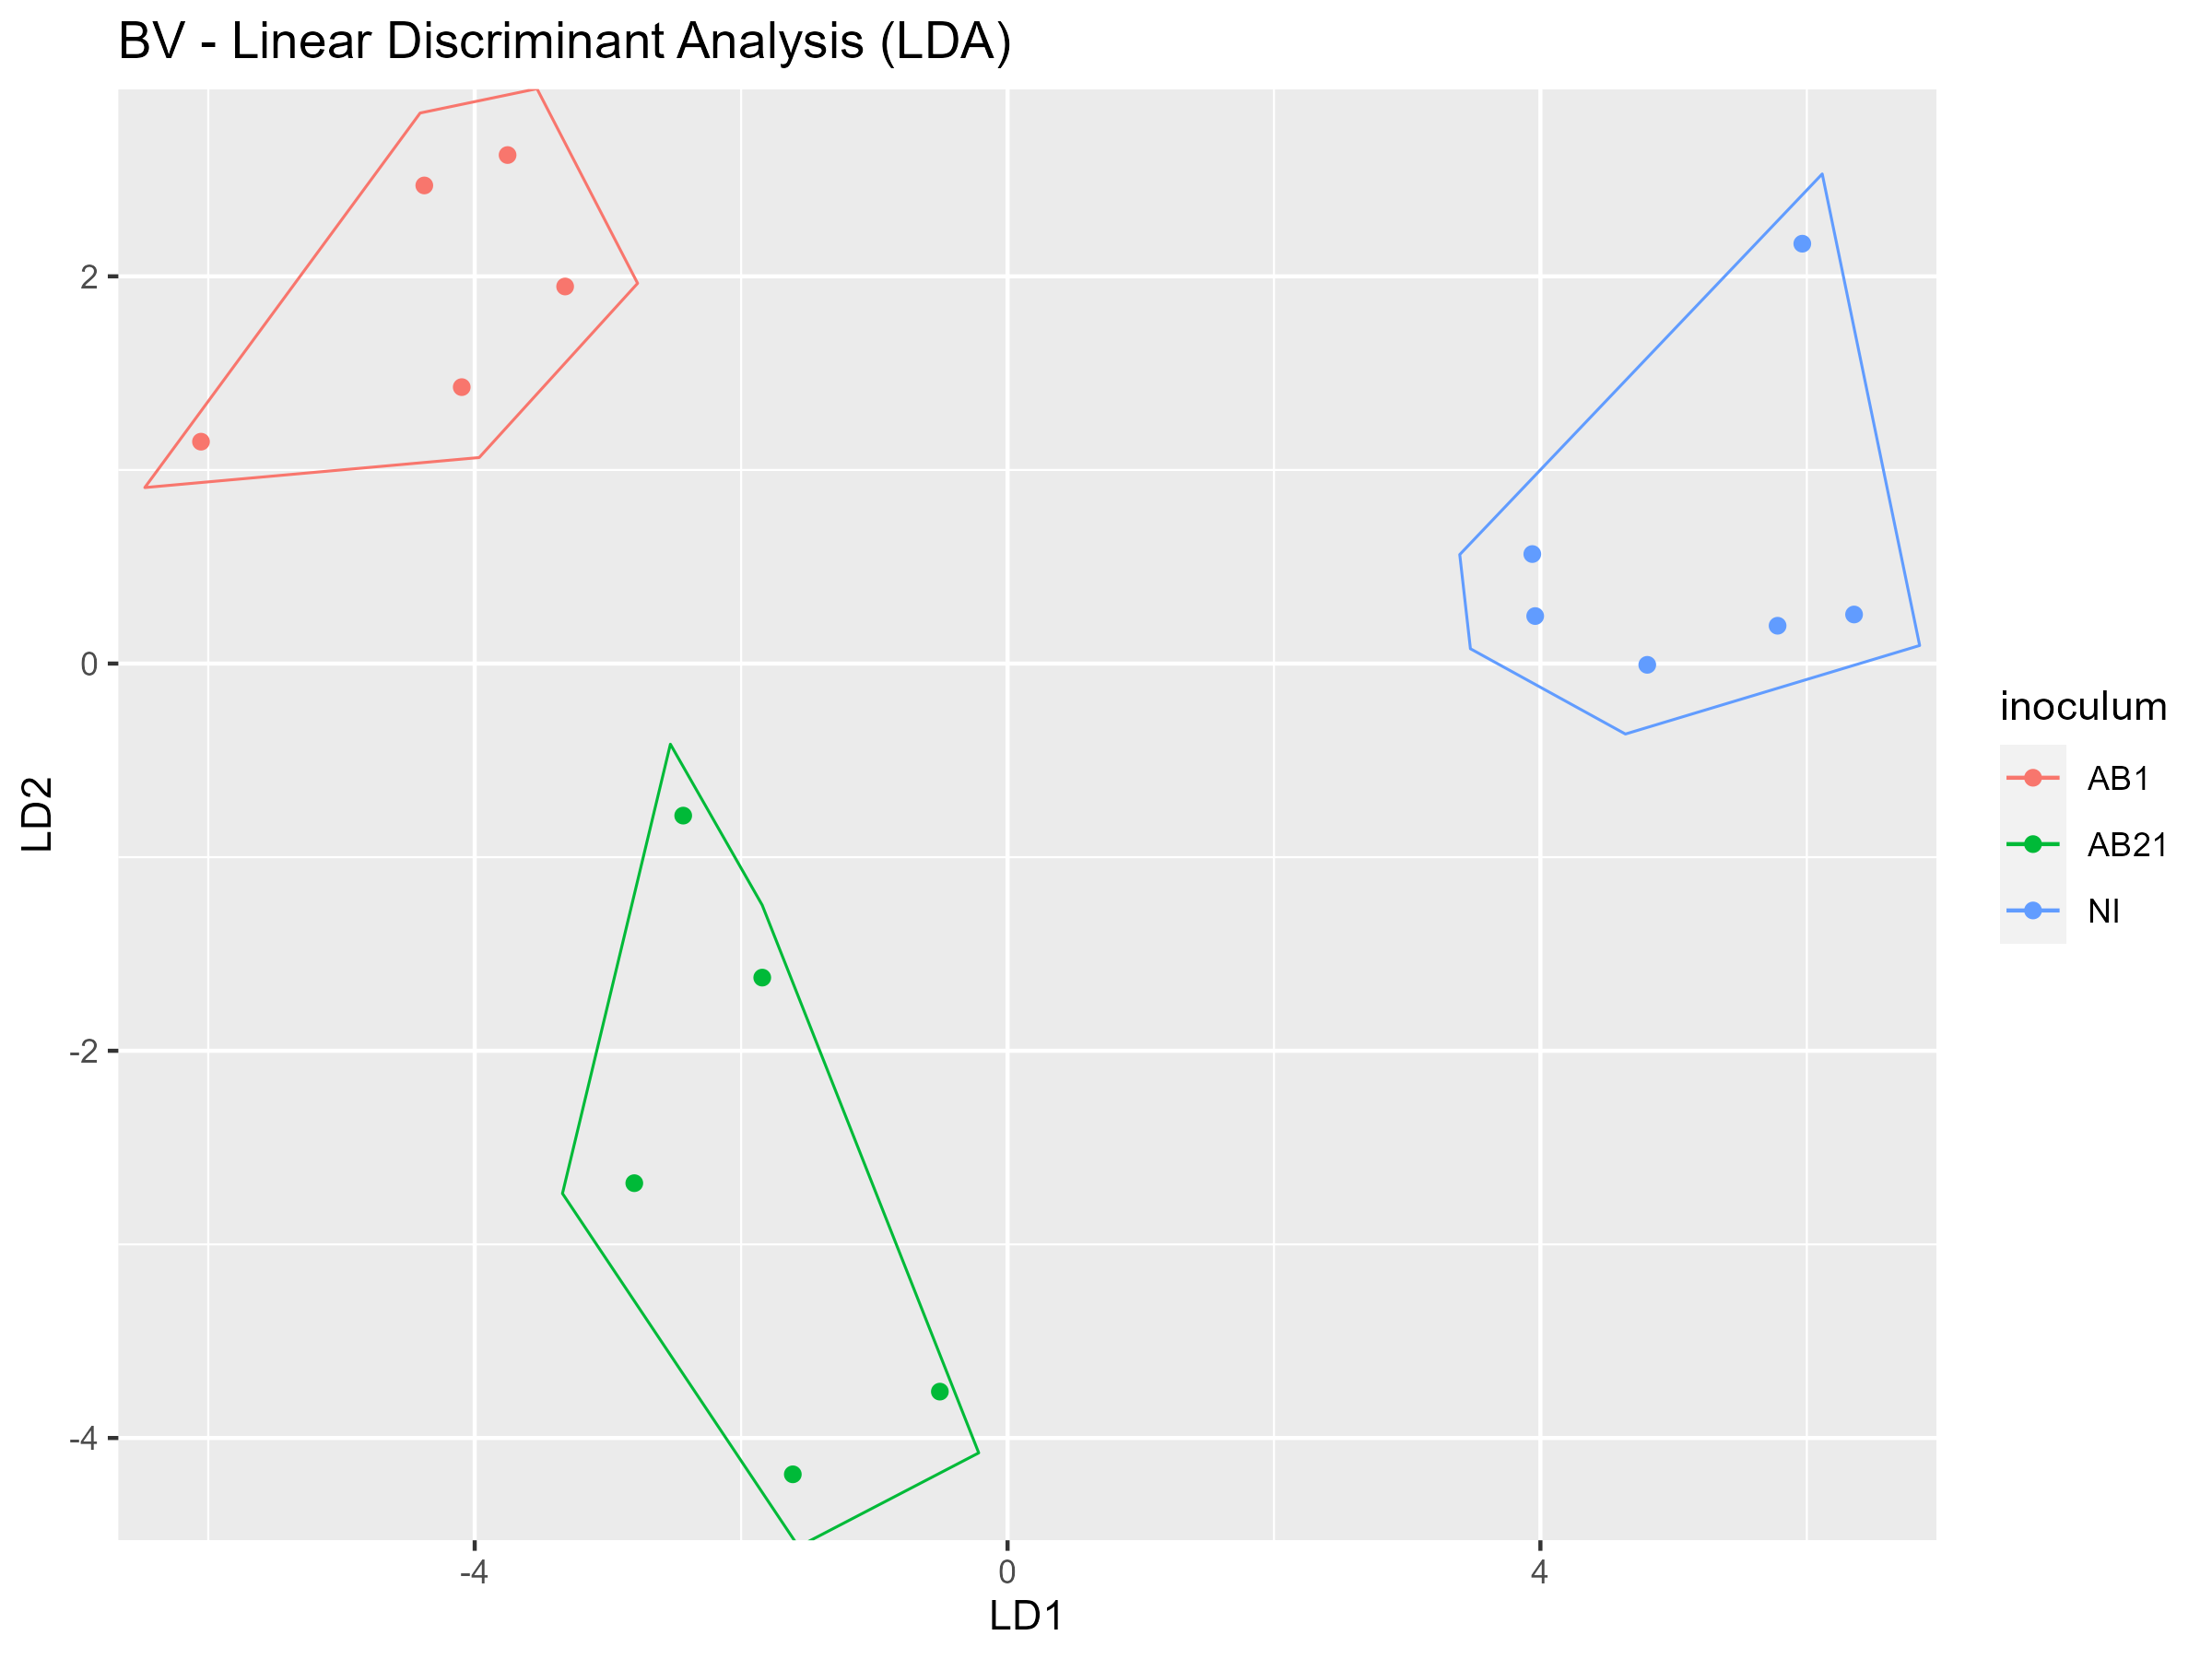 BV - Linear Discriminant Analysis (LDA)
2
0
-2
-4
LD2
-4
0
4
LD1
inoculum
AB1
AB21
NI